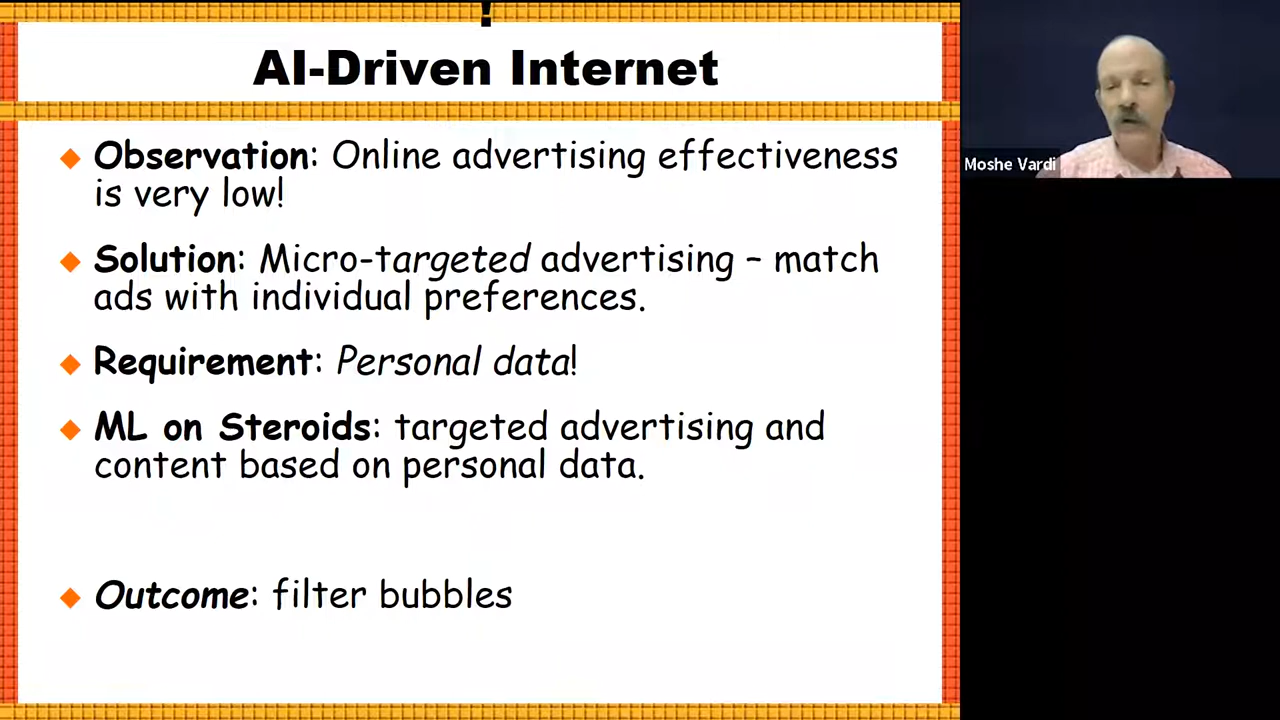 !
AI-Driven Internet
Observation: Online advertising effectiveness
is very low!
Solution: Micro-targeted advertising – match
ads with individual preferences.
Requirement: Personal data!
ML on Steroids: targeted advertising and
content based on personal data.
Outcome: filter bubbles
Moshe Vardi